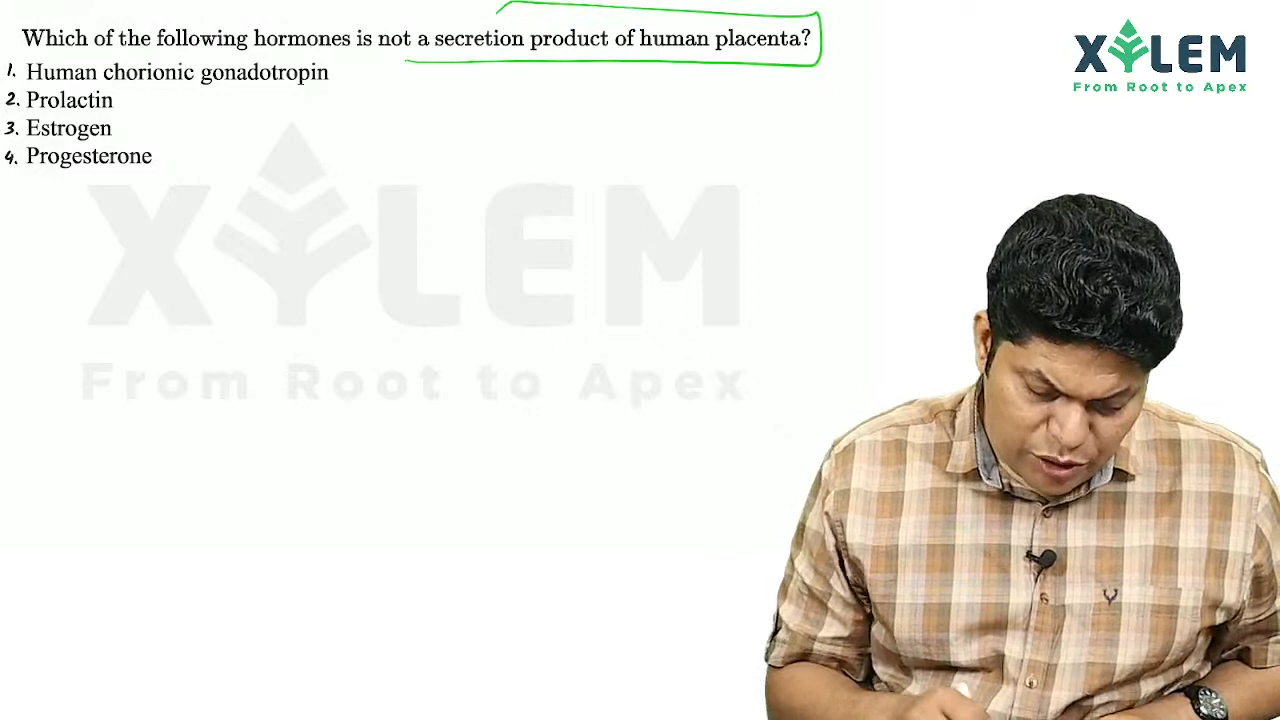 Which of the following hormones is not a secretion product of human placenta?
1. Human chorionic gonadotropin
2. Prolactin
3. Estrogen
4. Progesterone
XYLEM
From Root to Apex
XYLEM
From Root to Apex